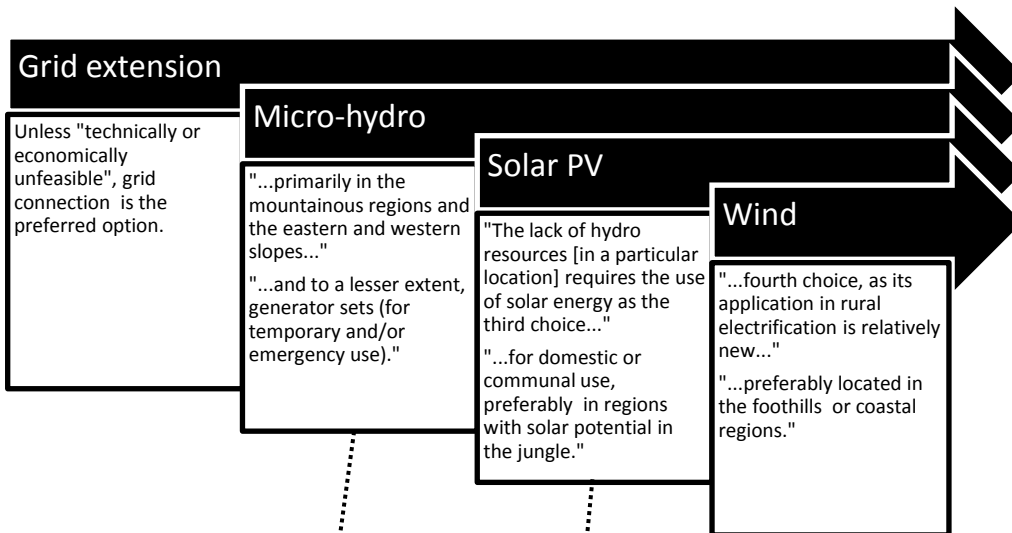 Grid extension
Unless "technically or
economically
unfeasible", grid
connection  is the
preferred option.
Micro-hydro
"...primarily in the
mountainous regions and
the eastern and western
slopes..."
"...and to a lesser extent,
generator sets (for
temporary and/or
emergency use)."
Solar PV
"The lack of hydro
resources [in a particular
location] requires the use
of solar energy as the
third choice..."
"...for domestic or
communal use,
preferably  in regions
with solar potential in
the jungle."
Wind
"...fourth choice, as its
application in rural
electrification is relatively
new..."
"...preferably located in
the foothills  or coastal
regions."